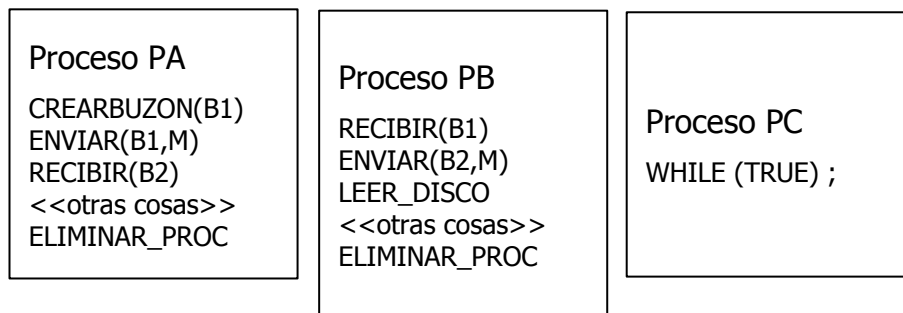 Proceso PA
CREARBUZON(B1)
ENVIAR(B1,M)
RECIBIR(B2)
<<otras cosas>>
ELIMINAR_PROC
Proceso PB
RECIBIR(B1)
ENVIAR(B2,M)
LEER_DISCO
<<otras cosas>>
ELIMINAR_PROC
Proceso PC
WHILE (TRUE) ;